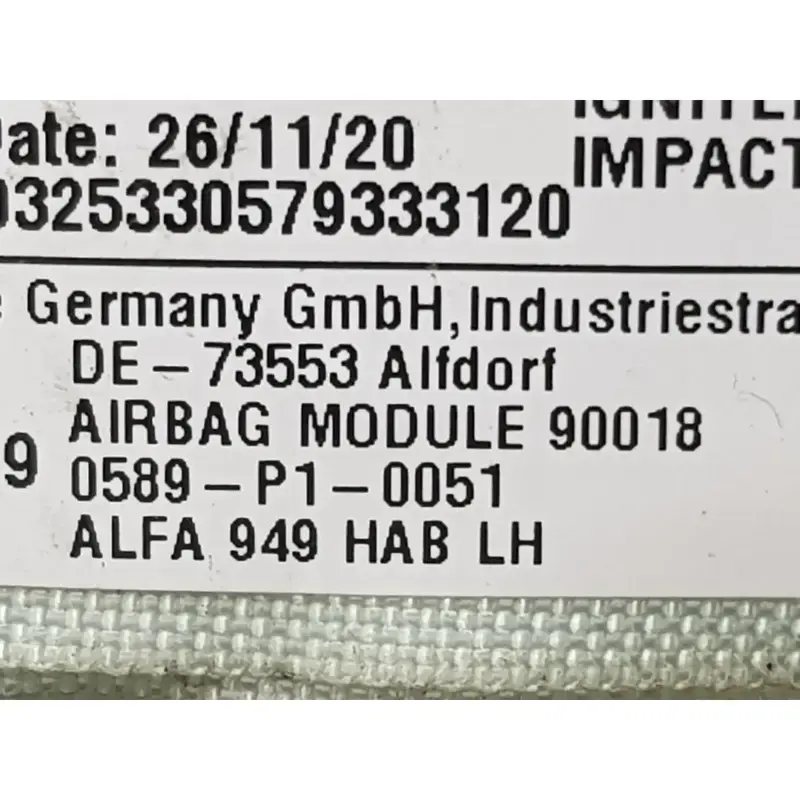 Date: 26/11/20
0325330579333120
IGNITE
IMPACT
Germany GmbH, Industriestra
DE-73553 Alfdorf
AIRBAG MODULE 90018
9 0589-P1-0051
ALFA 949 HAB LH